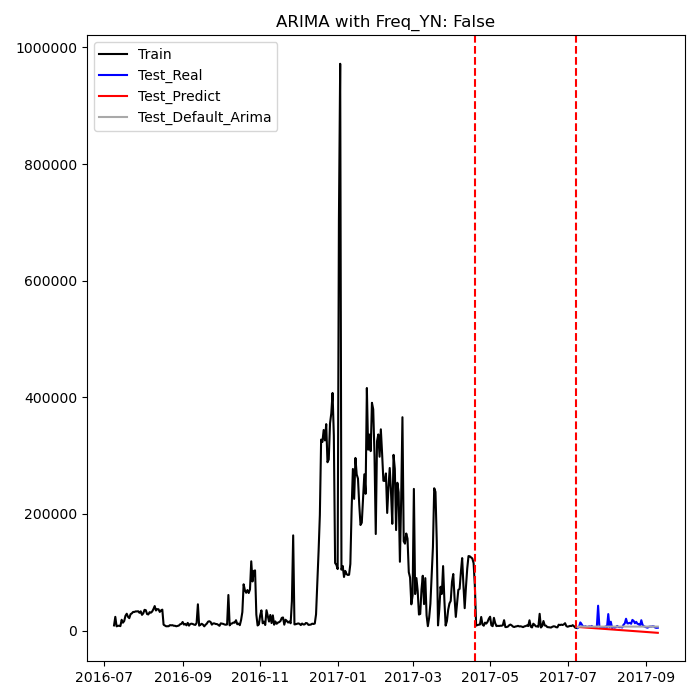 ARIMA with Freq_YN: False
Train
Test_Real
Test_Predict
Test_Default_Arima
1000000
800000
600000
400000
200000
0
2016-07 2016-09 2016-11 2017-01 2017-03 2017-05 2017-07 2017-09